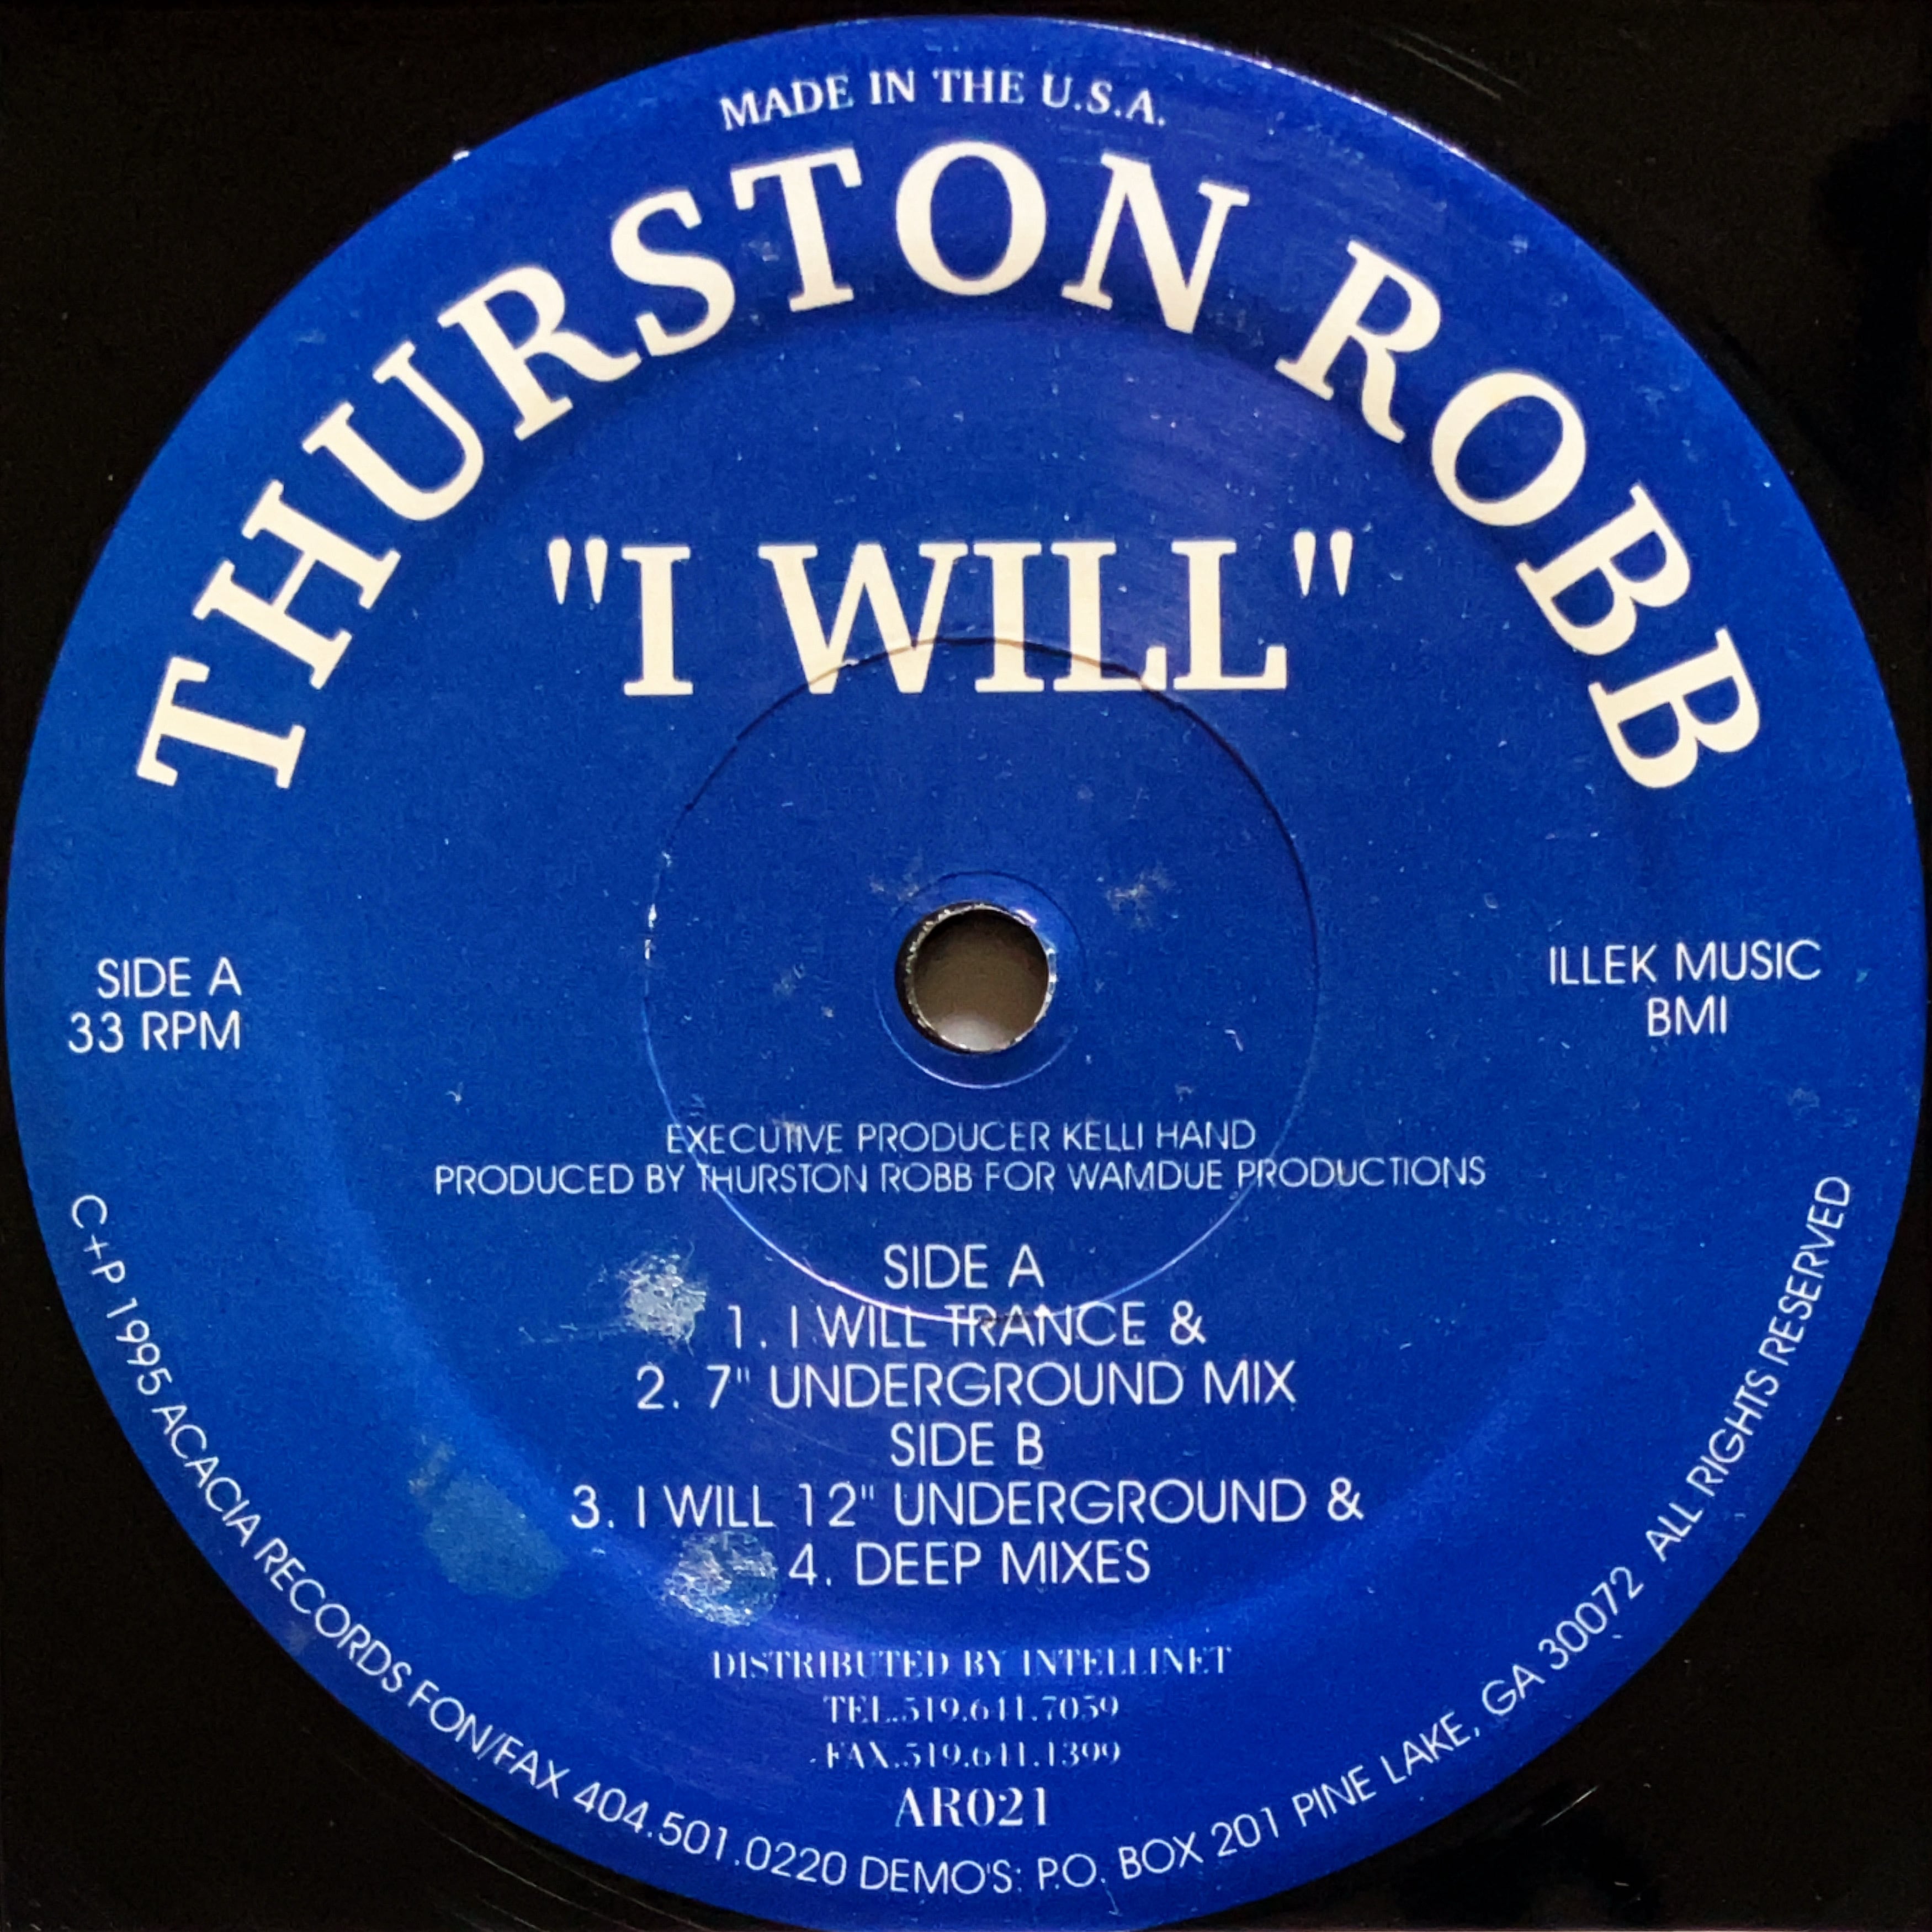 MADE IN THE U.S.A.
THURSTON ROBB
"I WILL"
SIDE A
33 RPM
ILLEK MUSIC
BMI
EXECUTIVE PRODUCER KELLI HAND
PRODUCED BY THURSTON ROBB FOR WAMDUE PRODUCTIONS
SIDE A
1. I WILL TRANCE &
2. 7" UNDERGROUND MIX
SIDE B
3. I WILL 12" UNDERGROUND &
4. DEEP MIXES
DISTRIBUTED BY INTELLINET
TEL.519.641.7059
FAX.519.641.1399
AR021
C+P 1995 ACACIA RECORDS FON/FAX 404.501.0220 DEMO'S: P.O. BOX 201 PINE LAKE, GA 30072 ALL RIGHTS RESERVED